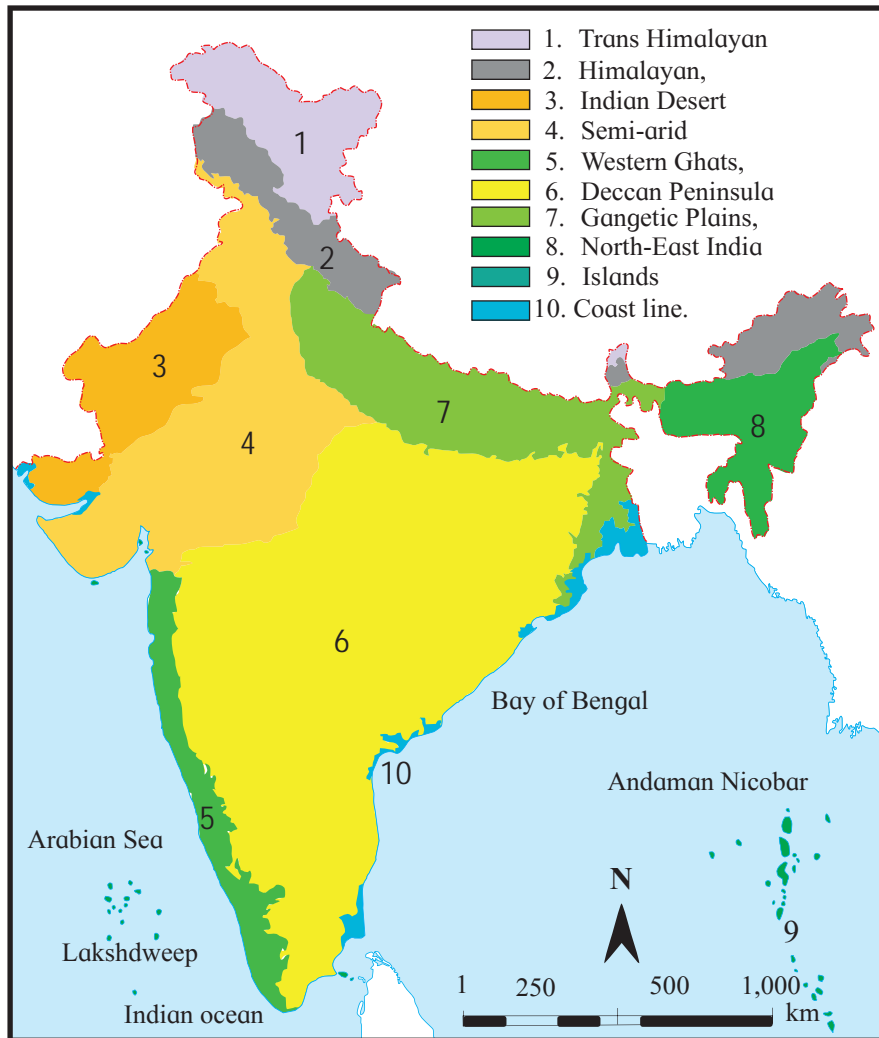 1. Trans Himalayan
2. Himalayan,
3. Indian Desert
4. Semi-arid
5. Western Ghats,
6. Deccan Peninsula
7. Gangetic Plains,
8. North-East India
9. Islands
10. Coast line.
1
2
3
4
7
8
6
Bay of Bengal
10
Andaman Nicobar
5
Arabian Sea
N
9
Lakshdweep
1 250 500 1,000
km
Indian ocean